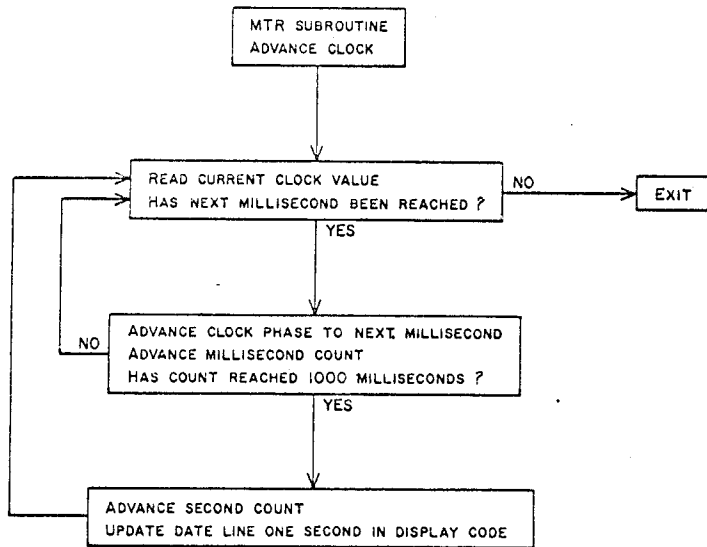 MTR SUBROUTINE
ADVANCE CLOCK
READ CURRENT CLOCK VALUE
HAS NEXT MILLISECOND BEEN REACHED ?
NO
EXIT
YES
ADVANCE CLOCK PHASE TO NEXT MILLISECOND
ADVANCE MILLISECOND COUNT
HAS COUNT REACHED 1000 MILLISECONDS ?
NO
YES
ADVANCE SECOND COUNT
UPDATE DATE LINE ONE SECOND IN DISPLAY CODE